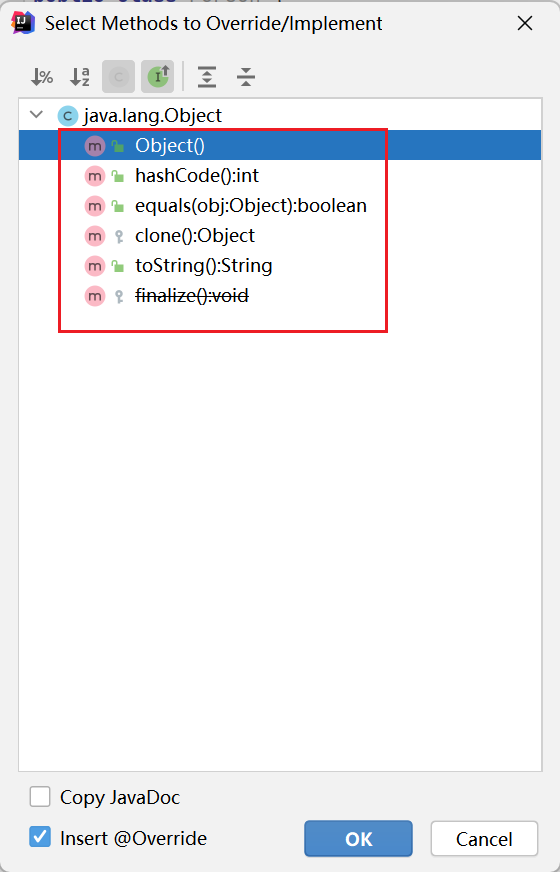 Select Methods to Override/Implement
java.lang.Object
Object()
hashCode():int
equals(obj:Object):boolean
clone():Object
toString():String
finalize():void
Copy JavaDoc
Insert @Override
OK
Cancel